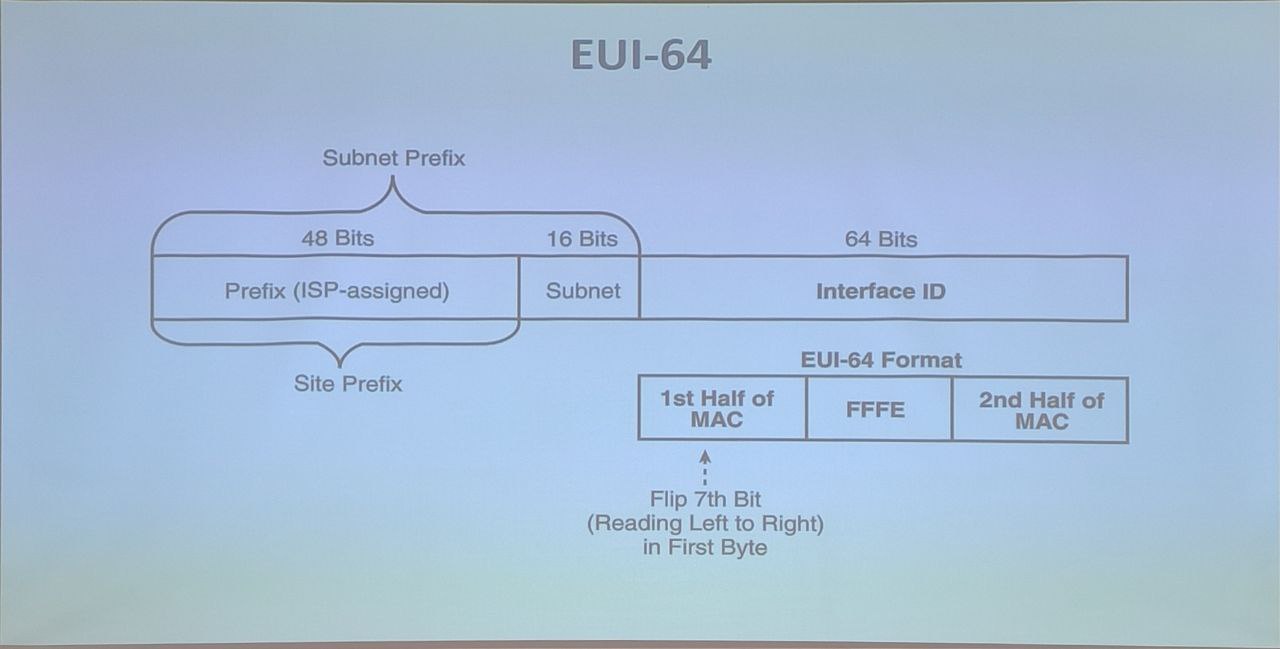 EUI-64
Subnet Prefix
48 Bits
16 Bits
64 Bits
Prefix (ISP-assigned)
Subnet
Interface ID
Site Prefix
EUI-64 Format
1st Half of
MAC
FFFE
2nd Half of
MAC
Flip 7th Bit
(Reading Left to Right)
in First Byte